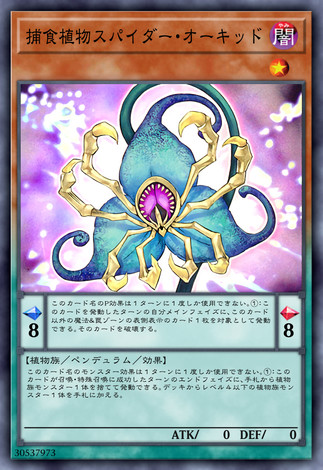 捕食植物スパイダー・オーキッド
やみ
闇
このカード名のP効果は1ターンに1度しか使用できない。①:こ
のカードを発動したターンの自分メインフェイズに、このカード
以外の魔法&罠ゾーンの表側表示のカード1枚を対象として発動
できる。そのカードを破壊する。
8
8
【植物族／ペンデュラム／効果】
このカード名のモンスター効果は1ターンに1度しか使用できない。①:こ
のカードが召喚・特殊召喚に成功したターンのエンドフェイズに、手札から植物
族モンスター1体を捨てて発動できる。デッキからレベル4以下の植物族モン
スター1体を手札に加える。
ATK/ 0 DEF/ 0
30537973